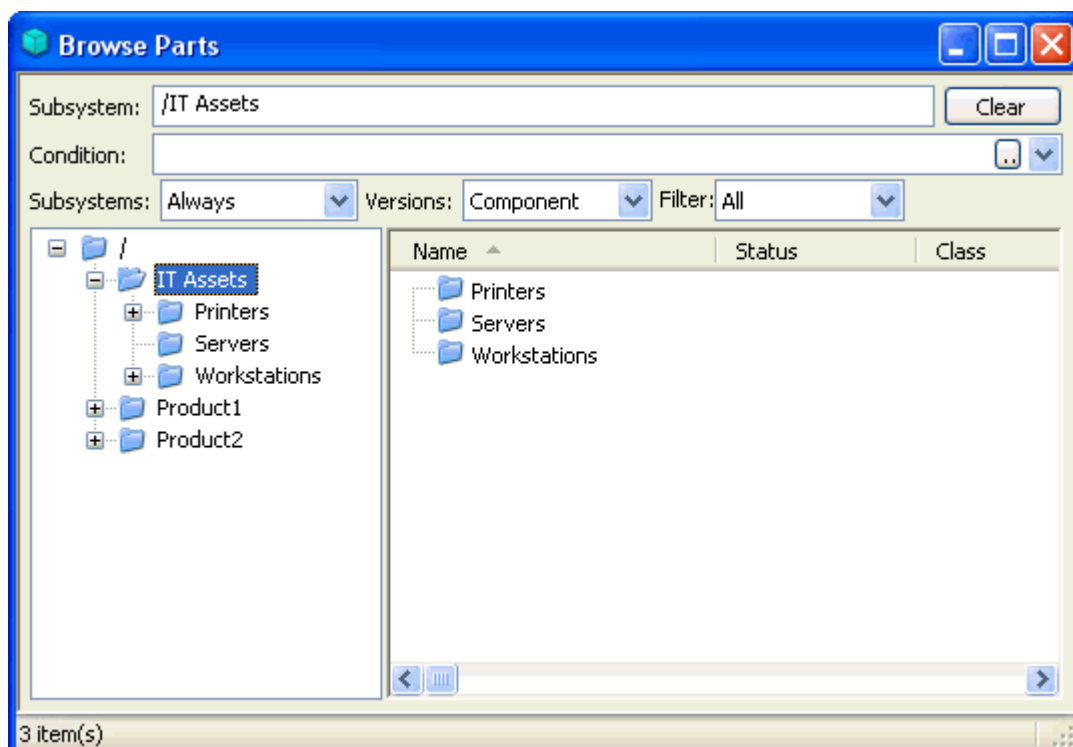 Browse Parts
Subsystem: /IT Assets Clear
Condition: ..
Subsystems: Always Versions: Component Filter: All
/
IT Assets
Printers
Servers
Workstations
Product1
Product2
Name Status Class
Printers
Servers
Workstations
3 item(s)